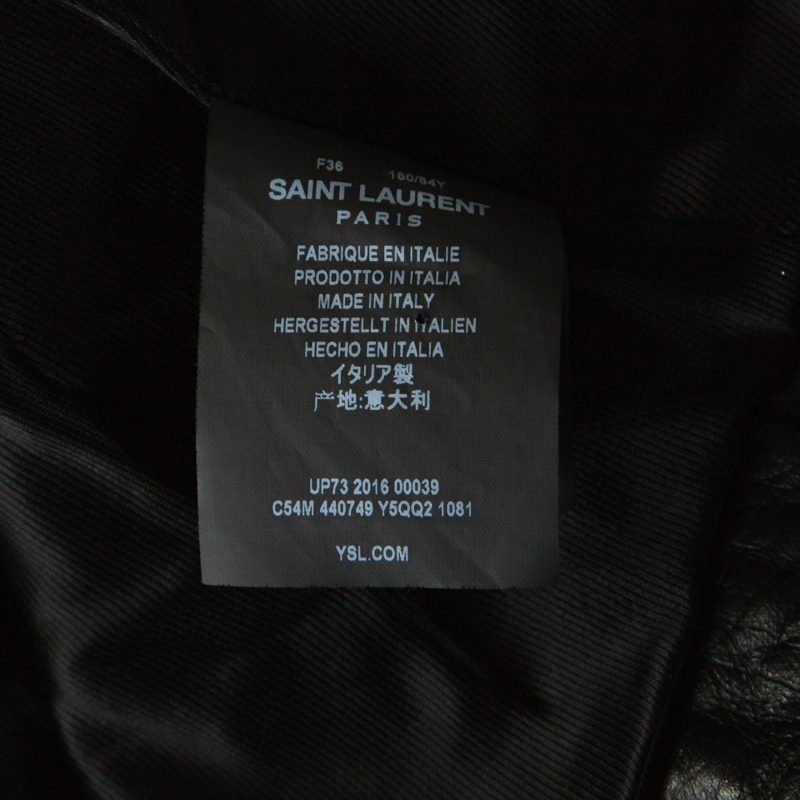 F36 160/84Y
SAINT LAURENT
PARIS
FABRIQUE EN ITALIE
PRODOTTO IN ITALIA
MADE IN ITALY
HERGESTELLT IN ITALIEN
HECHO EN ITALIA
イタリア製
产地:意大利
UP73 2016 00039
C54M 440749 Y5QQ2 1081
YSL.COM